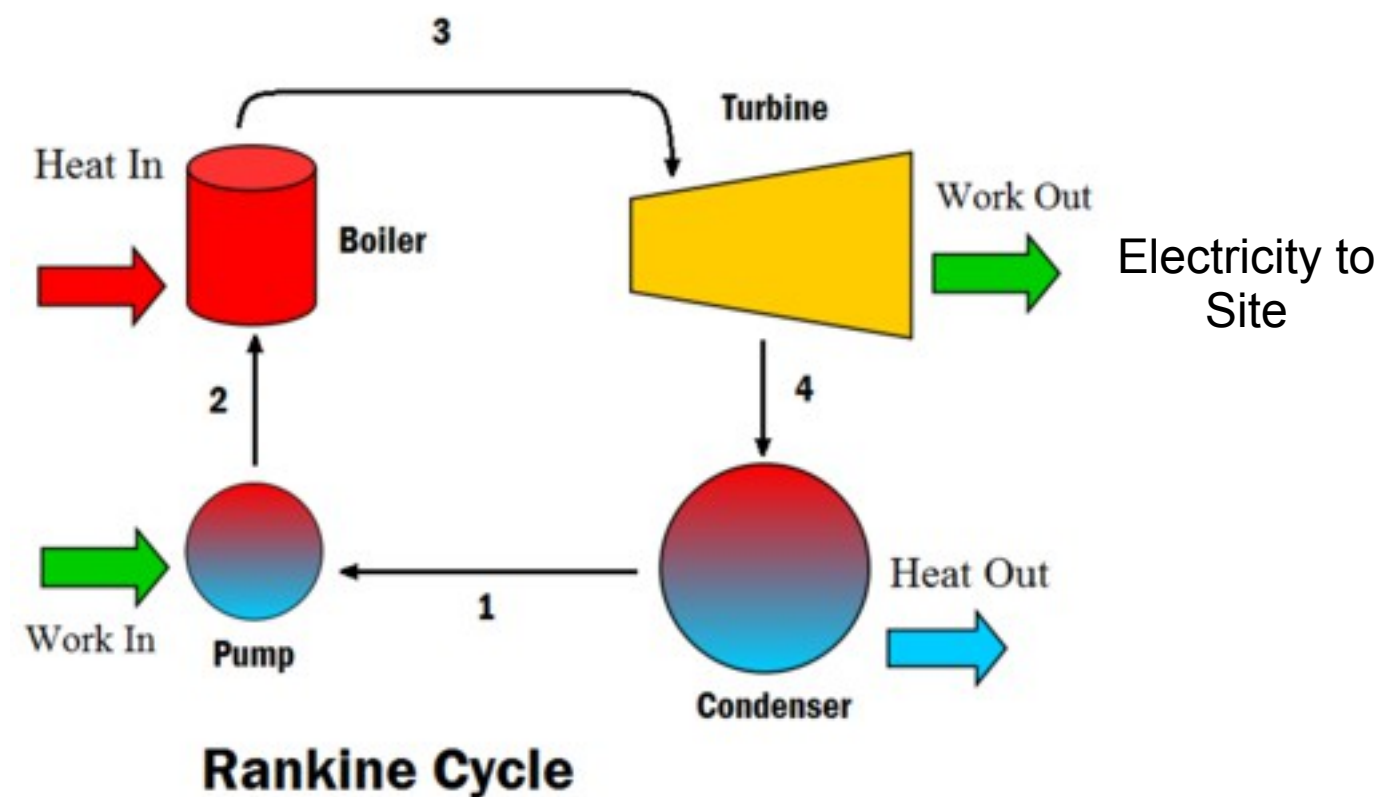 3
Turbine
Heat In
Work Out
Boiler
Electricity to
Site
2
4
Heat Out
1
Work In
Pump
Condenser
Rankine Cycle